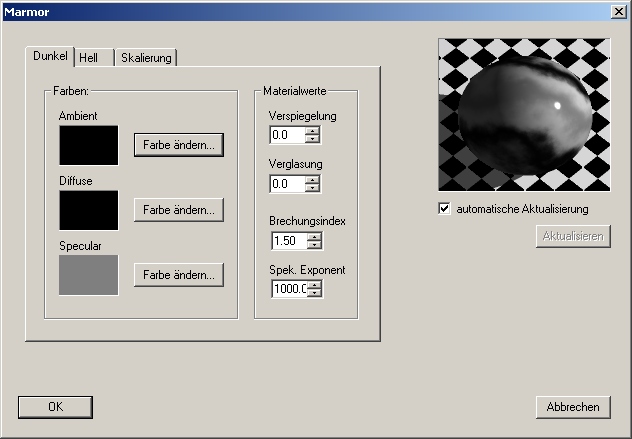 Marmor
Dunkel Hell Skalierung
Farben:
Ambient
Farbe ändern...
Diffuse
Farbe ändern...
Specular
Farbe ändern...
Materialwerte
Verspiegelung
0.0
Verglasung
0.0
Brechungsindex
1.50
Spek. Exponent
1000.0
automatische Aktualisierung
Aktualisieren
OK
Abbrechen